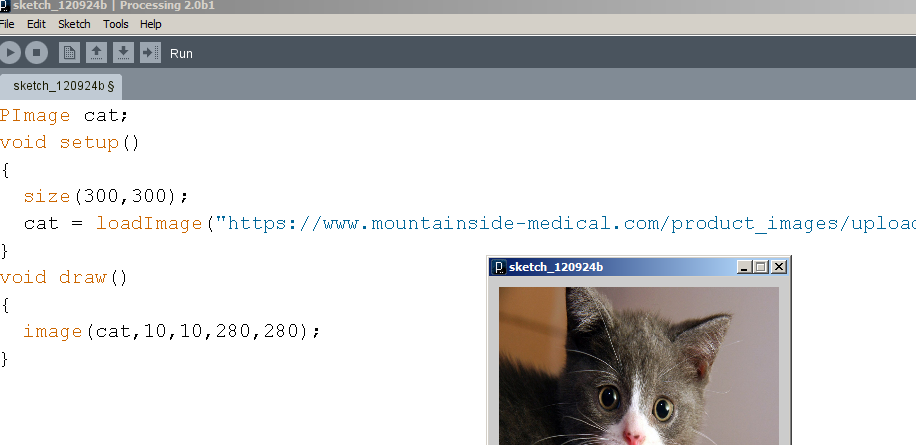 sketch_120924b | Processing 2.0b1
File Edit Sketch Tools Help
Run
sketch_120924b §
PImage cat;
void setup()
{
size(300,300);
cat = loadImage("https://www.mountainside-medical.com/product_images/upload
}
void draw()
{
image(cat,10,10,280,280);
}
sketch_120924b